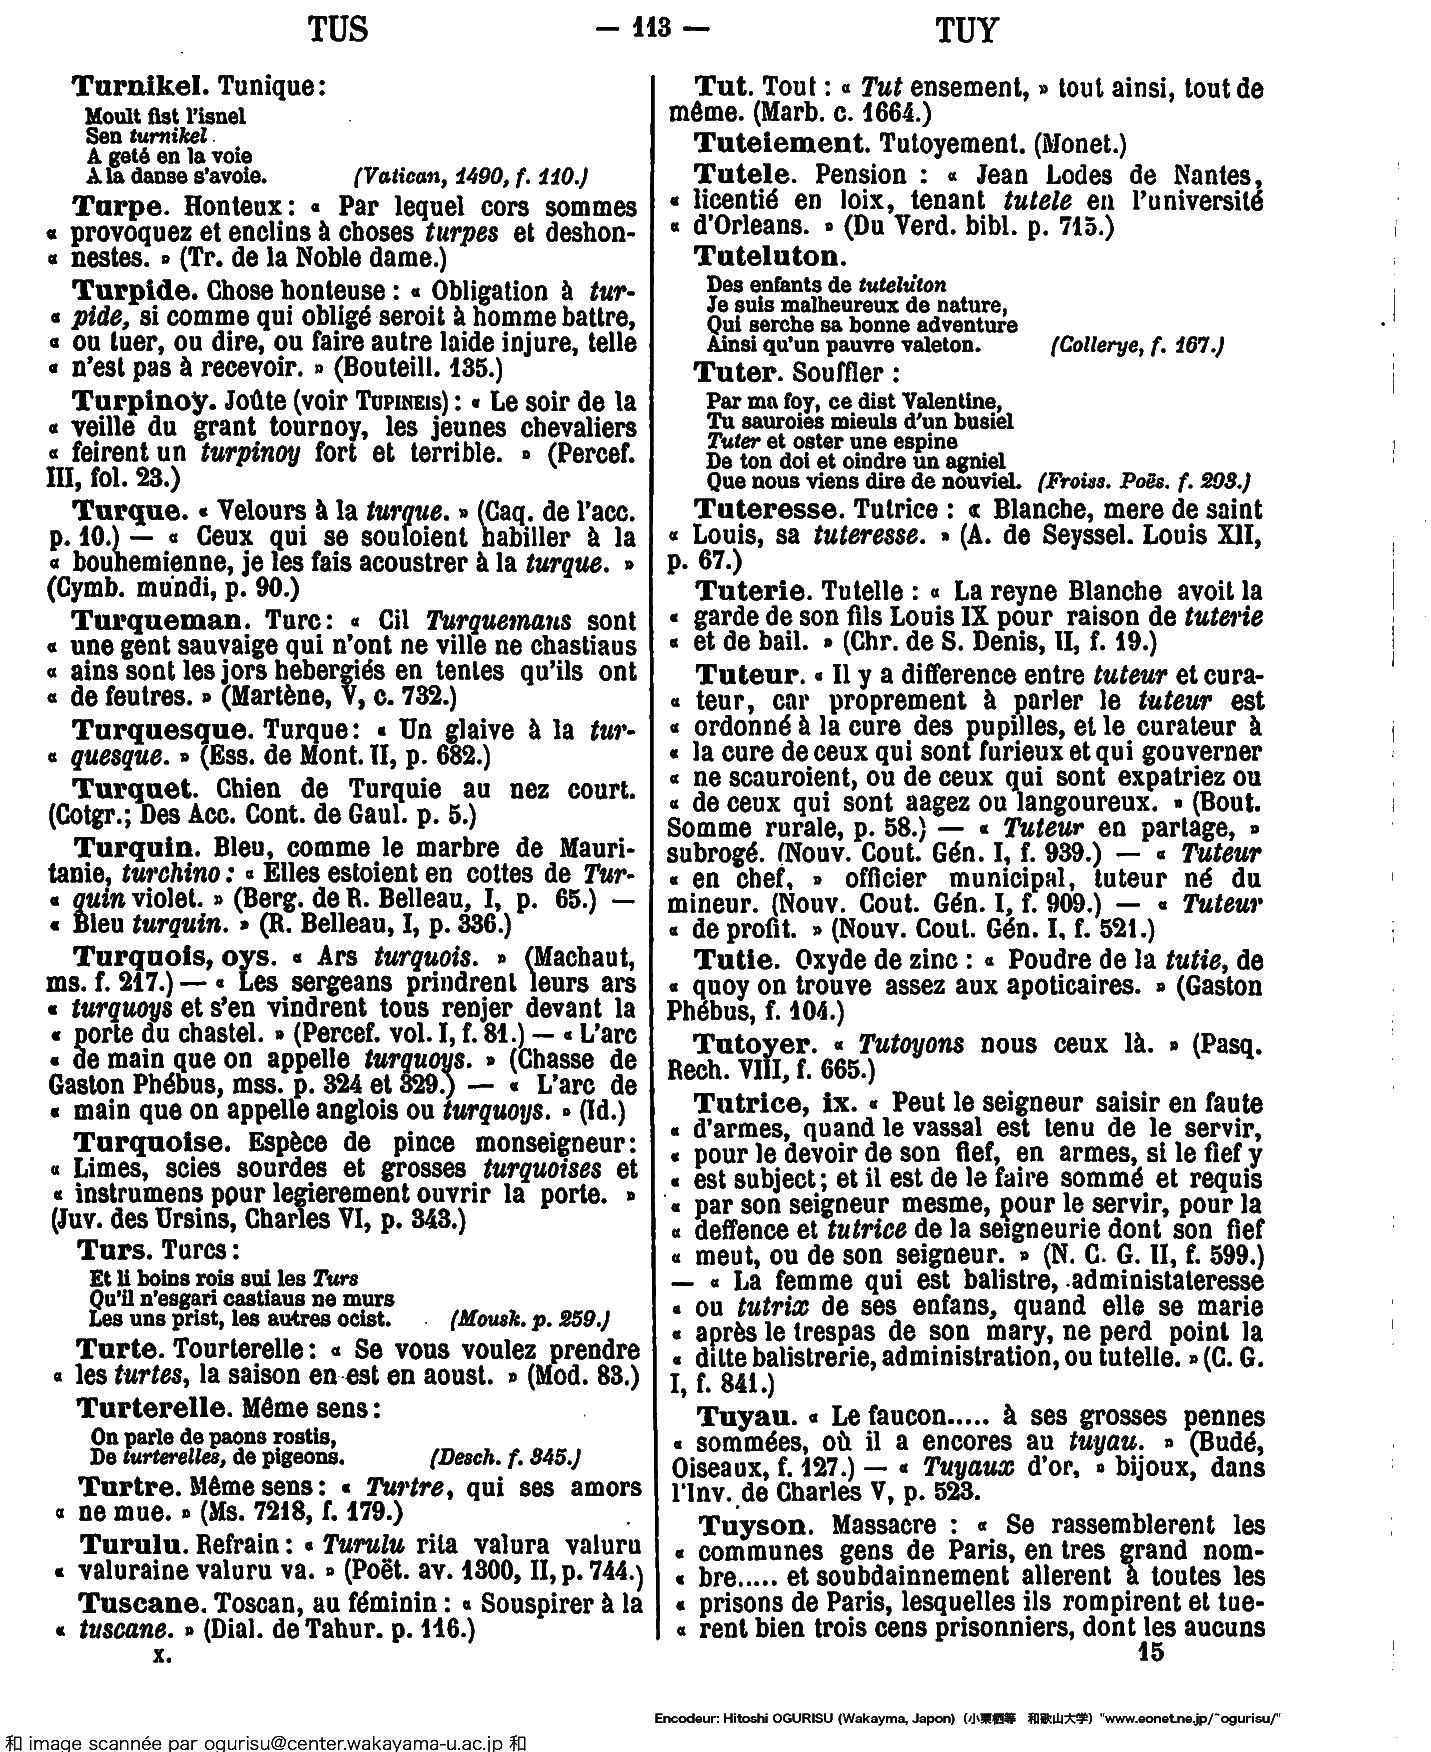 TUS — 113 — TUY
Turnikel. Tunique:
Moult fist l'isnel
Sen turnikel
A geté en la voie
A la danse s'avoie. (Vatican, 1490, f. 110.)
Turpe. Honteux: « Par lequel cors sommes
« provoquez et enclins à choses turpes et deshon-
« nestes. » (Tr. de la Noble dame.)
Turpide. Chose honteuse : « Obligation à tur-
« pide, si comme qui obligé seroit à homme battre,
« ou tuer, ou dire, ou faire autre laide injure, telle
« n'est pas à recevoir. » (Bouteill. 135.)
Turpinoy. Joûte (voir TUPINEIS) : « Le soir de la
« veille du grant tournoy, les jeunes chevaliers
« feirent un turpinoy fort et terrible. » (Percef.
III, fol. 23.)
Turque. « Velours à la turque. » (Caq. de l'acc.
p. 10.) — « Ceux qui se souloient habiller à la
« bouhemienne, je les fais acoustrer à la turque. »
(Cymb. mundi, p. 90.)
Turqueman. Turc: « Cil Turquemans sont
« une gent sauvaige qui n'ont ne ville ne chastiaus
« ains sont les jors hebergiés en tentes qu'ils ont
« de feutres. » (Martène, V, c. 732.)
Turquesque. Turque: « Un glaive à la tur-
« quesque. » (Ess. de Mont. II, p. 682.)
Turquet. Chien de Turquie au nez court.
(Cotgr.; Des Acc. Cont. de Gaul. p. 5.)
Turquin. Bleu, comme le marbre de Mauri-
tanie, turchino : « Elles estoient en cottes de Tur-
« quin violet. » (Berg. de R. Belleau, I, p. 65.) —
« Bleu turquin. » (R. Belleau, I, p. 336.)
Turquois, oys. « Ars turquois. » (Machaut,
ms. f. 217.) — « Les sergeans prindrent leurs ars
« turquoys et s'en vindrent tous renjer devant la
« porte du chastel. » (Percef. vol. I, f. 81.) — « L'arc
« de main que on appelle turquoys. » (Chasse de
Gaston Phébus, mss. p. 324 et 329.) — « L'arc de
« main que on appelle anglois ou turquoys. » (Id.)
Turquoise. Espèce de pince monseigneur:
« Limes, scies sourdes et grosses turquoises et
« instrumens pour legierement ouvrir la porte. »
(Juv. des Ursins, Charles VI, p. 343.)
Turs. Turcs :
Et li boins rois sui les Turs
Qu'il n'esgari castiaus ne murs
Les uns prist, les autres ocist. (Mousk. p. 259.)
Turte. Tourterelle : « Se vous voulez prendre
« les turtes, la saison en est en aoust. » (Mod. 83.)
Turterelle. Même sens :
On parle de paons rostis,
De turterelles, de pigeons. (Desch. f. 345.)
Turtre. Même sens : « Turtre, qui ses amors
« ne mue. » (Ms. 7218, f. 179.)
Turulu. Refrain : « Turulu rita valura valuru
« valuraine valuru va. » (Poët. av. 1300, II, p. 744.)
Tuscane. Toscan, au féminin : « Souspirer à la
« tuscane. » (Dial. de Tahur. p. 116.)
x.
Tut. Tout : « Tut ensement, » tout ainsi, tout de
même. (Marb. c. 1664.)
Tuteiement. Tutoyement. (Monet.)
Tutele. Pension : « Jean Lodes de Nantes,
« licentié en loix, tenant tutele en l'université
« d'Orleans. » (Du Verd. bibl. p. 715.)
Tuteluton.
Des enfants de tuteluton
Je suis malheureux de nature,
Qui serche sa bonne adventure
Ainsi qu'un pauvre valeton. (Collerye, f. 167.)
Tuter. Souffler :
Par ma foy, ce dist Valentine,
Tu sauroies mieuls d'un busiel
Tuter et oster une espine
De ton doi et oindre un agniel
Que nous viens dire de nouviel. (Froiss. Poës. f. 293.)
Tuteresse. Tutrice : « Blanche, mere de saint
« Louis, sa tuteresse. » (A. de Seyssel. Louis XII,
p. 67.)
Tuterie. Tutelle : « La reyne Blanche avoit la
« garde de son fils Louis IX pour raison de tuterie
« et de bail. » (Chr. de S. Denis, II, f. 19.)
Tuteur. « Il y a difference entre tuteur et cura-
« teur, car proprement à parler le tuteur est
« ordonné à la cure des pupilles, et le curateur à
« la cure de ceux qui sont furieux et qui gouverner
« ne scauroient, ou de ceux qui sont expatriez ou
« de ceux qui sont aagez ou langoureux. » (Bout.
Somme rurale, p. 58.) — « Tuteur en partage, »
subrogé. (Nouv. Cout. Gén. I, f. 939.) — « Tuteur
« en chef, » officier municipal, tuteur né du
mineur. (Nouv. Cout. Gén. I, f. 909.) — « Tuteur
« de profit. » (Nouv. Cout. Gén. I, f. 521.)
Tutie. Oxyde de zinc : « Poudre de la tutie, de
« quoy on trouve assez aux apoticaires. » (Gaston
Phébus, f. 104.)
Tutoyer. « Tutoyons nous ceux là. » (Pasq.
Rech. VIII, f. 665.)
Tutrice, ix. « Peut le seigneur saisir en faute
« d'armes, quand le vassal est tenu de le servir,
« pour le devoir de son fief, en armes, si le fief y
« est subject ; et il est de le faire sommé et requis
« par son seigneur mesme, pour le servir, pour la
« deffence et tutrice de la seigneurie dont son fief
« meut, ou de son seigneur. » (N. C. G. II, f. 599.)
— « La femme qui est balistre, administateresse
« ou tutrix de ses enfans, quand elle se marie
« après le trespas de son mary, ne perd point la
« ditte balistrerie, administration, ou tutelle. » (C. G.
I, f. 841.)
Tuyau. « Le faucon..... à ses grosses pennes
« sommées, où il a encores au tuyau. » (Budé,
Oiseaux, f. 127.) — « Tuyaux d'or, » bijoux, dans
l'Inv. de Charles V, p. 523.
Tuyson. Massacre : « Se rassemblerent les
« communes gens de Paris, en tres grand nom-
« bre..... et soubdainnement allerent à toutes les
« prisons de Paris, lesquelles ils rompirent et tue-
« rent bien trois cens prisonniers, dont les aucuns
15
Encodeur: Hitoshi OGURISU (Wakayma, Japon) (小栗栖等 和歌山大学) "www.eonet.ne.jp/~ogurisu/"
和 image scannée par ogurisu@center.wakayama-u.ac.jp 和